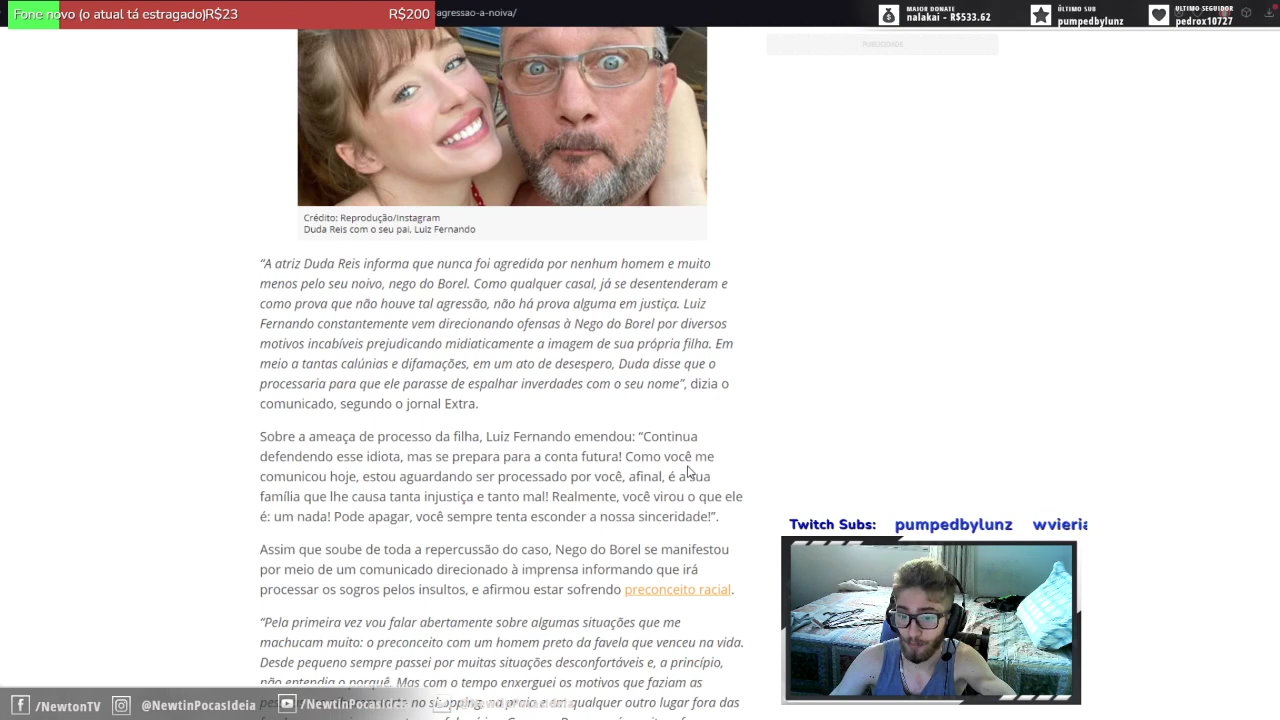 Fone novo (o atual tá estragado)R$23
R$200
-agressao-a-noiva/
MAIOR DONATE
nalakai - R$533.62
ÚLTIMO SUB
pumpedbylunz
ÚLTIMO SEGUIDOR
pedrox10727
PUBLICIDADE
Crédito: Reprodução/Instagram
Duda Reis com o seu pai, Luiz Fernando
“A atriz Duda Reis informa que nunca foi agredida por nenhum homem e muito
menos pelo seu noivo, nego do Borel. Como qualquer casal, já se desentenderam e
como prova que não houve tal agressão, não há prova alguma em justiça. Luiz
Fernando constantemente vem direcionando ofensas à Nego do Borel por diversos
motivos incabíveis prejudicando midiaticamente a imagem de sua própria filha. Em
meio a tantas calúnias e difamações, em um ato de desespero, Duda disse que o
processaria para que ele parasse de espalhar inverdades com o seu nome”, dizia o
comunicado, segundo o jornal Extra.
Sobre a ameaça de processo da filha, Luiz Fernando emendou: “Continua
defendendo esse idiota, mas se prepara para a conta futura! Como você me
comunicou hoje, estou aguardando ser processado por você, afinal, é a sua
família que lhe causa tanta injustiça e tanto mal! Realmente, você virou o que ele
é: um nada! Pode apagar, você sempre tenta esconder a nossa sinceridade!”.
Assim que soube de toda a repercussão do caso, Nego do Borel se manifestou
por meio de um comunicado direcionado à imprensa informando que irá
processar os sogros pelos insultos, e afirmou estar sofrendo preconceito racial.
“Pela primeira vez vou falar abertamente sobre algumas situações que me
machucam muito: o preconceito com um homem preto da favela que venceu na vida.
Desde pequeno sempre passei por muitas situações desconfortáveis e, a princípio,
não entendia o porquê. Mas com o tempo enxerguei os motivos que faziam as
no shopping, na praia e em qualquer outro lugar fora das
Twitch Subs: pumpedbylunz wvieria
/NewtonTV
@NewtinPocasIdeia
/NewtinPocasIdeia